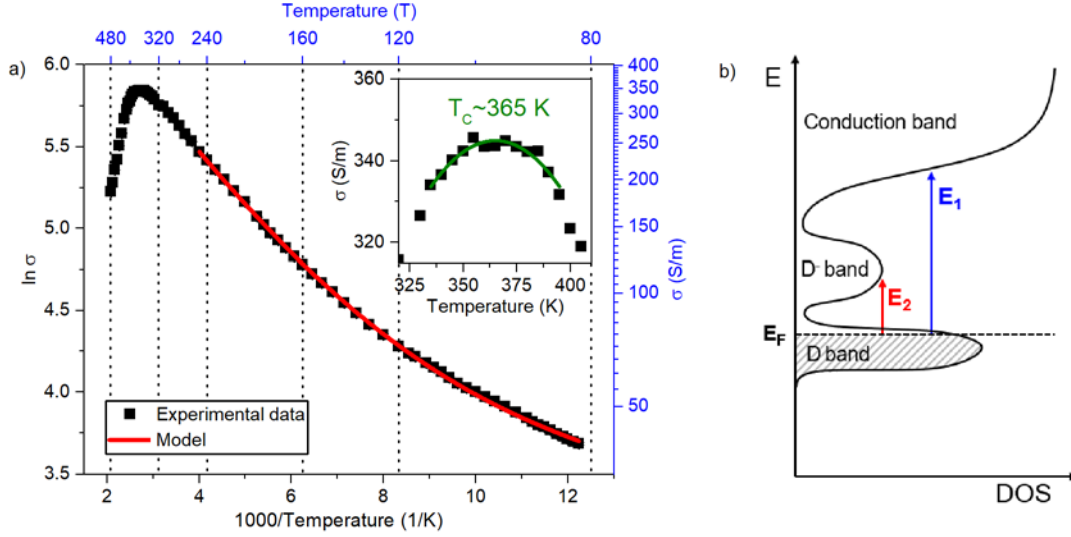 Temperature (T)
480 320 240 160 120 80
a)
6.0 5.5 5.0 4.5 4.0 3.5
ln σ
400 350 300 250 200 150 100 50
σ (S/m)
360 340 320
σ (S/m)
T_C~365 K
325 350 375 400
Temperature (K)
Experimental data
Model
2 4 6 8 10 12
1000/Temperature (1/K)
b)
E
Conduction band
E₁
D⁻ band
E₂
E_F
D band
DOS